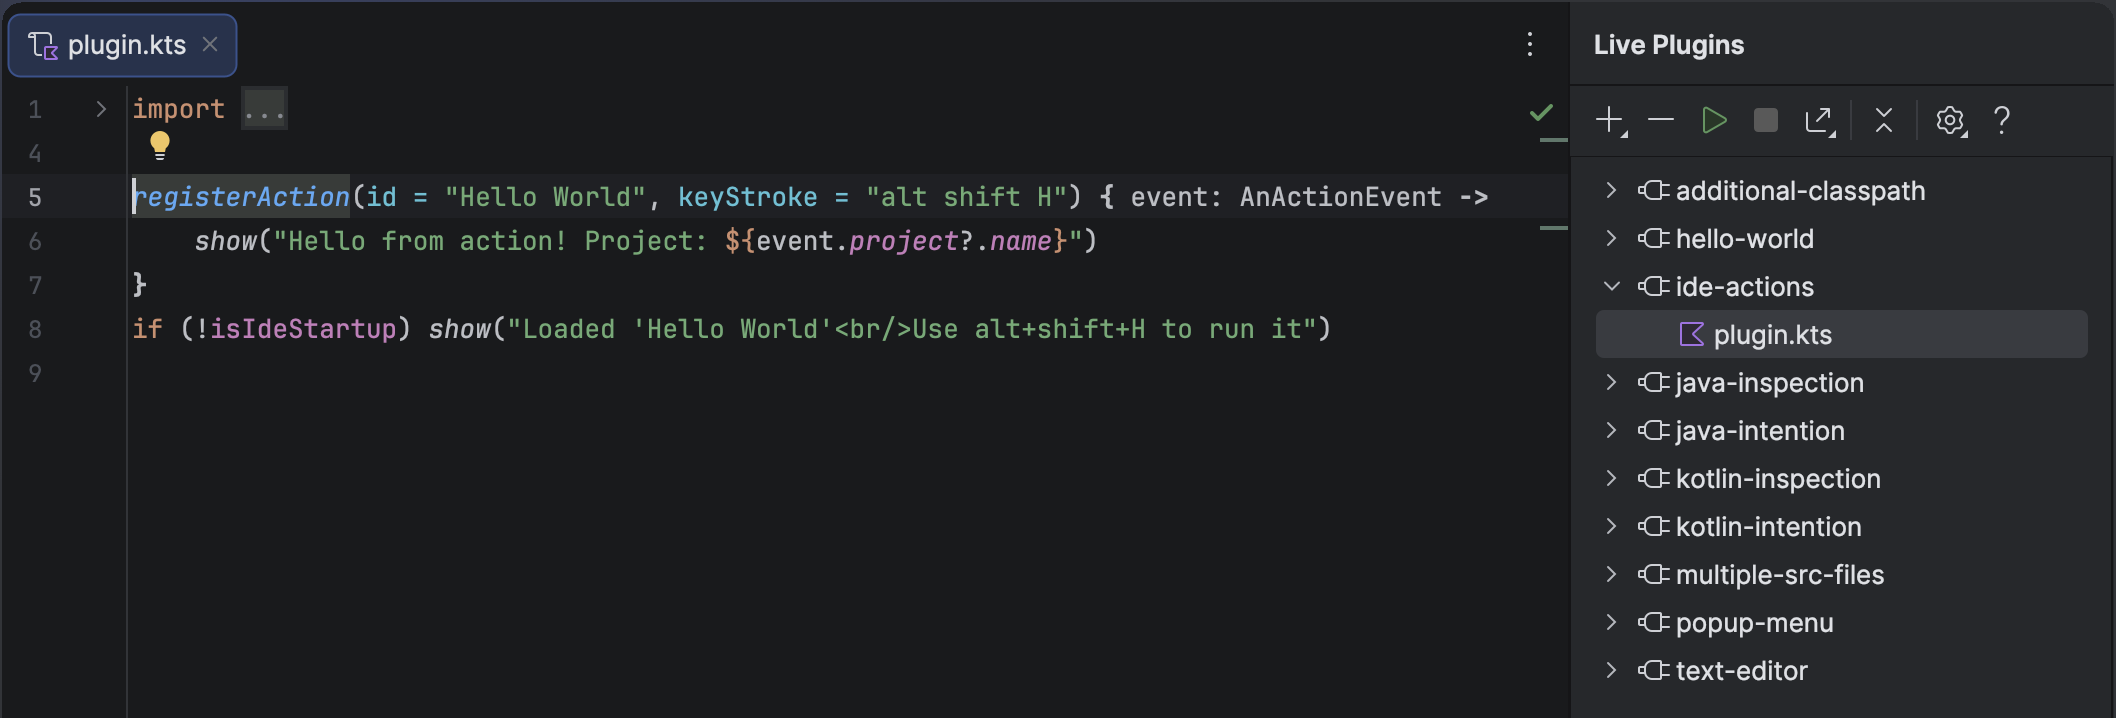 plugin.kts
1 import ...
4
5 registerAction(id = "Hello World", keyStroke = "alt shift H") { event: AnActionEvent ->
6 show("Hello from action! Project: ${event.project?.name}")
7 }
8 if (!isIdeStartup) show("Loaded 'Hello World'<br/>Use alt+shift+H to run it")
9
Live Plugins
?
additional-classpath
hello-world
ide-actions
plugin.kts
java-inspection
java-intention
kotlin-inspection
kotlin-intention
multiple-src-files
popup-menu
text-editor